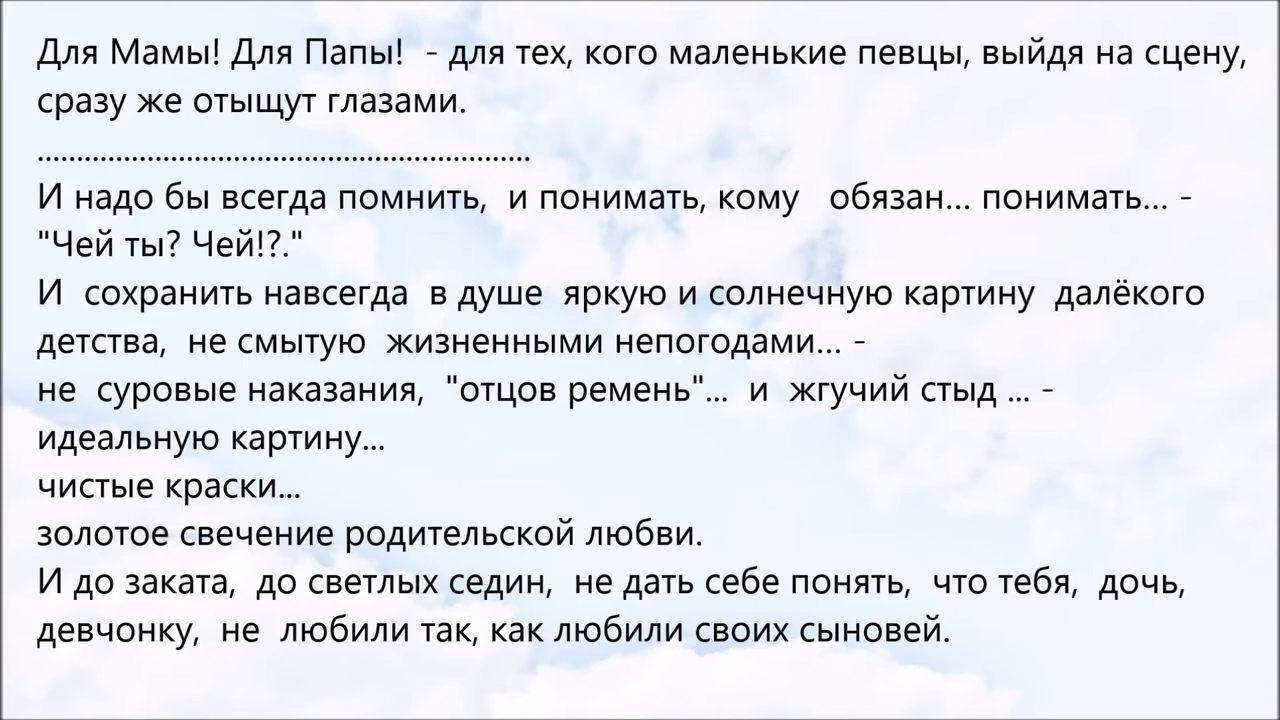 Для Мамы! Для Папы!  - для тех, кого маленькие певцы, выйдя на сцену,
сразу же отыщут глазами.
...............................................................
И надо бы всегда помнить,  и понимать, кому   обязан... понимать... -
"Чей ты? Чей!?."
И  сохранить навсегда  в душе  яркую и солнечную картину  далёкого
детства,  не смытую  жизненными непогодами... -
не  суровые наказания,  "отцов ремень"...  и  жгучий стыд ... -
идеальную картину...
чистые краски...
золотое свечение родительской любви.
И до заката,  до светлых седин,  не дать себе понять,  что тебя,  дочь,
девчонку,  не  любили так, как любили своих сыновей.